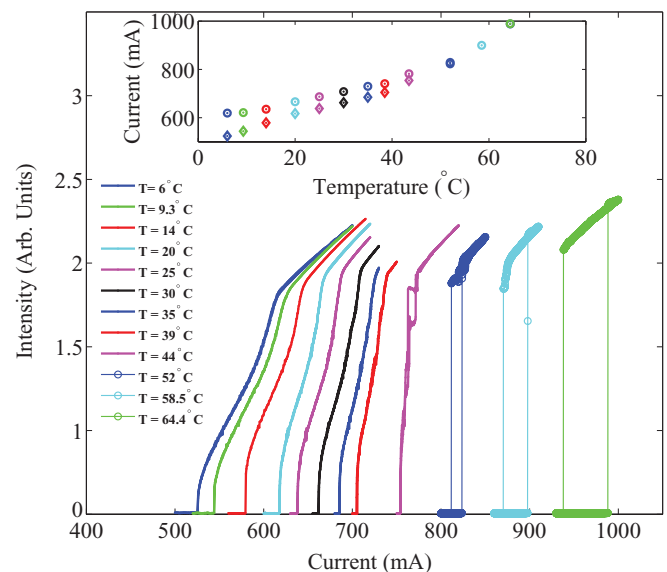 1000
800
600
Current (mA)
0 20 40 60 80
Temperature (°C)
3
2.5
2
1.5
1
0
Intensity (Arb. Units)
T= 6°C
T= 9.3°C
T= 14°C
T = 20°C
T = 25°C
T = 30°C
T = 35°C
T = 39°C
T = 44°C
T = 52°C
T = 58.5°C
T = 64.4°C
400 500 600 700 800 900 1000
Current (mA)